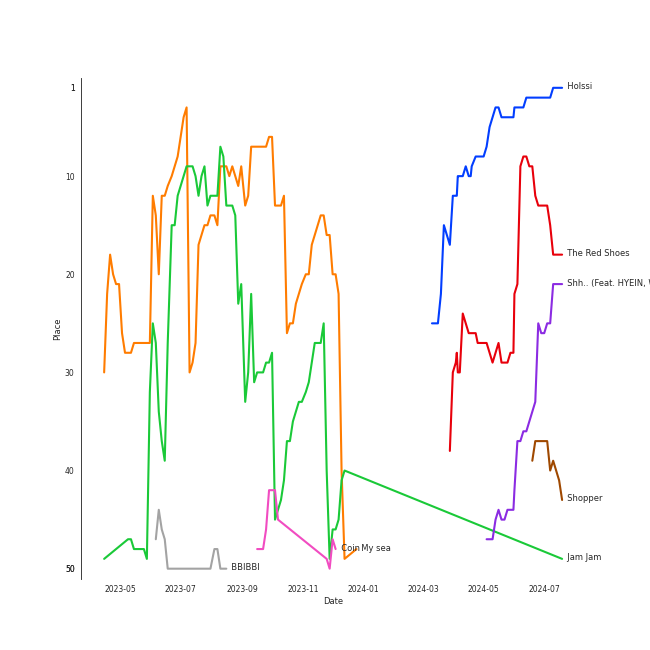 1
Holssi
10
The Red Shoes
20
Shh.. (Feat. HYEIN,
Place
30
40
Shopper
Coin My sea
Jam Jam
50
BBIBBI
2023-05
2023-07
2023-09
2023-11
2024-01
2024-03
2024-05
2024-07
Date